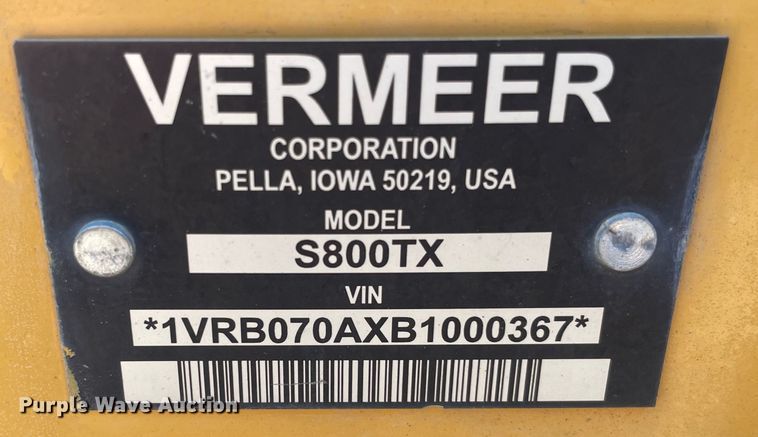 VERMEER
CORPORATION
PELLA, IOWA 50219, USA
MODEL
S800TX
VIN
*1VRB070AXB1000367*
Purple Wave Auction